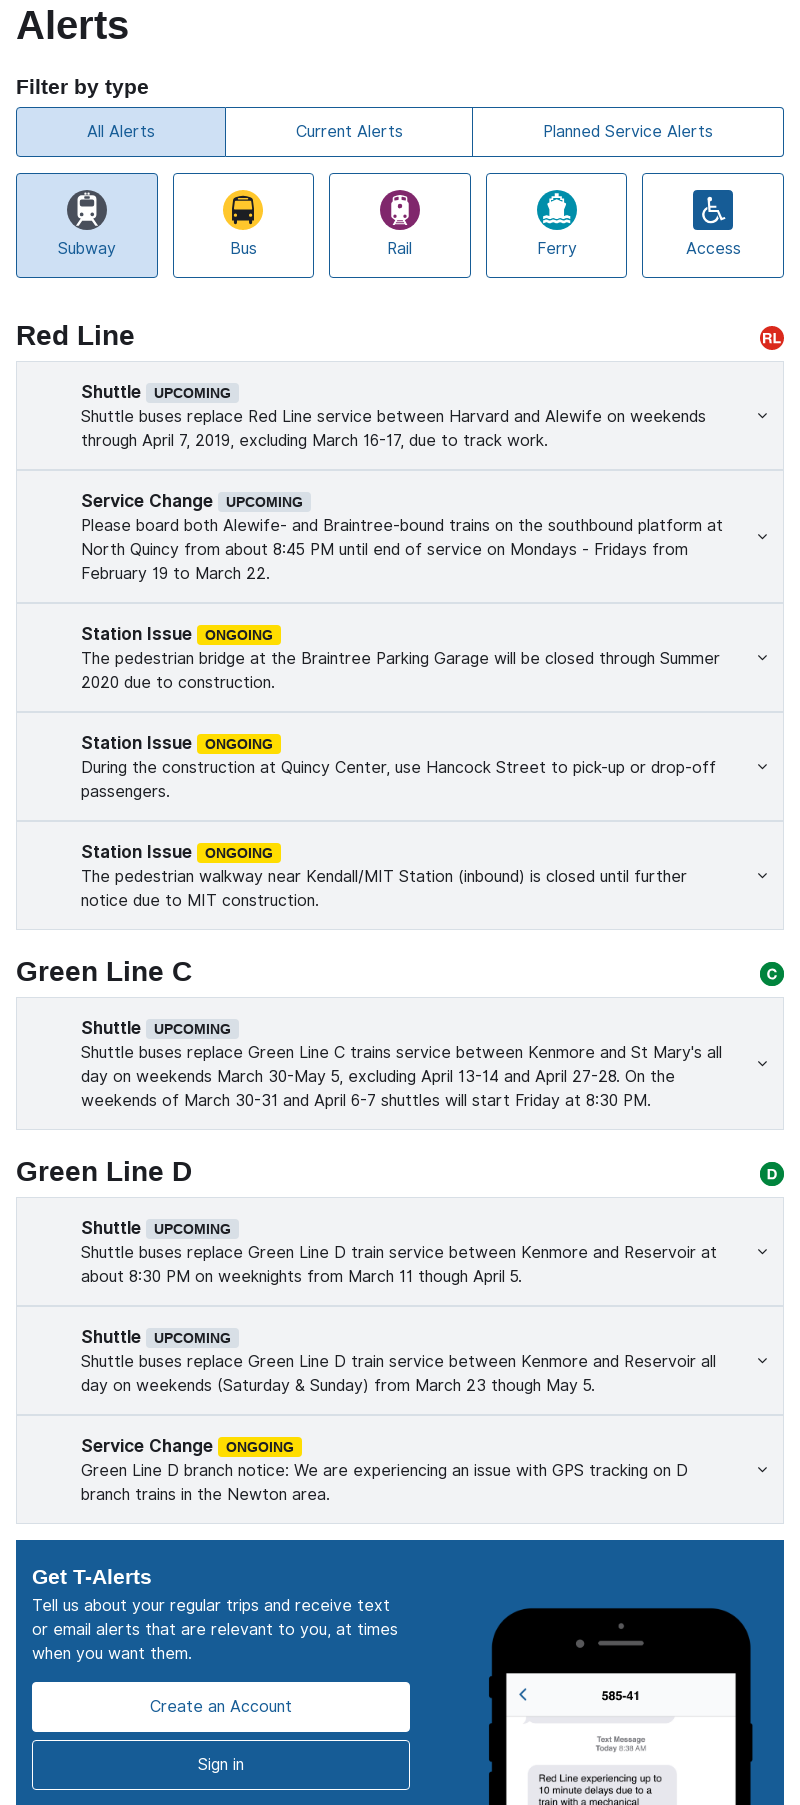 Alerts
Filter by type
All Alerts
Current Alerts
Planned Service Alerts
Subway
Bus
Rail
Ferry
Access
Red Line
RL
Shuttle UPCOMING
Shuttle buses replace Red Line service between Harvard and Alewife on weekends
through April 7, 2019, excluding March 16-17, due to track work.
Service Change UPCOMING
Please board both Alewife- and Braintree-bound trains on the southbound platform at
North Quincy from about 8:45 PM until end of service on Mondays - Fridays from
February 19 to March 22.
Station Issue ONGOING
The pedestrian bridge at the Braintree Parking Garage will be closed through Summer
2020 due to construction.
Station Issue ONGOING
During the construction at Quincy Center, use Hancock Street to pick-up or drop-off
passengers.
Station Issue ONGOING
The pedestrian walkway near Kendall/MIT Station (inbound) is closed until further
notice due to MIT construction.
Green Line C
C
Shuttle UPCOMING
Shuttle buses replace Green Line C trains service between Kenmore and St Mary's all
day on weekends March 30-May 5, excluding April 13-14 and April 27-28. On the
weekends of March 30-31 and April 6-7 shuttles will start Friday at 8:30 PM.
Green Line D
D
Shuttle UPCOMING
Shuttle buses replace Green Line D train service between Kenmore and Reservoir at
about 8:30 PM on weeknights from March 11 though April 5.
Shuttle UPCOMING
Shuttle buses replace Green Line D train service between Kenmore and Reservoir all
day on weekends (Saturday & Sunday) from March 23 though May 5.
Service Change ONGOING
Green Line D branch notice: We are experiencing an issue with GPS tracking on D
branch trains in the Newton area.
Get T-Alerts
Tell us about your regular trips and receive text
or email alerts that are relevant to you, at times
when you want them.
Create an Account
Sign in
585-41
Text Message
Today 8:38 AM
Red Line experiencing up to
10 minute delays due to a
train with a mechanical